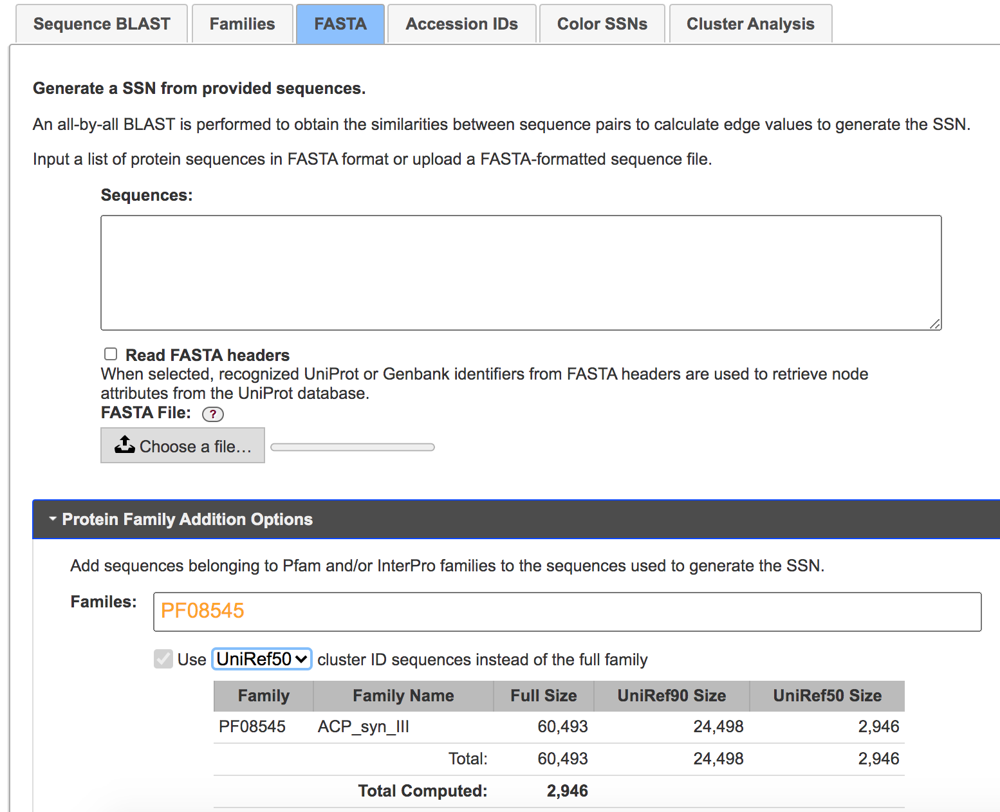 Sequence BLAST Families FASTA Accession IDs Color SSNs Cluster Analysis
Generate a SSN from provided sequences.
An all-by-all BLAST is performed to obtain the similarities between sequence pairs to calculate edge values to generate the SSN.
Input a list of protein sequences in FASTA format or upload a FASTA-formatted sequence file.
Sequences:
Read FASTA headers
When selected, recognized UniProt or Genbank identifiers from FASTA headers are used to retrieve node
attributes from the UniProt database.
FASTA File: ?
Choose a file...
Protein Family Addition Options
Add sequences belonging to Pfam and/or InterPro families to the sequences used to generate the SSN.
Familes: PF08545
Use UniRef50 cluster ID sequences instead of the full family
Family Family Name Full Size UniRef90 Size UniRef50 Size
PF08545 ACP_syn_III 60,493 24,498 2,946
Total: 60,493 24,498 2,946
Total Computed: 2,946